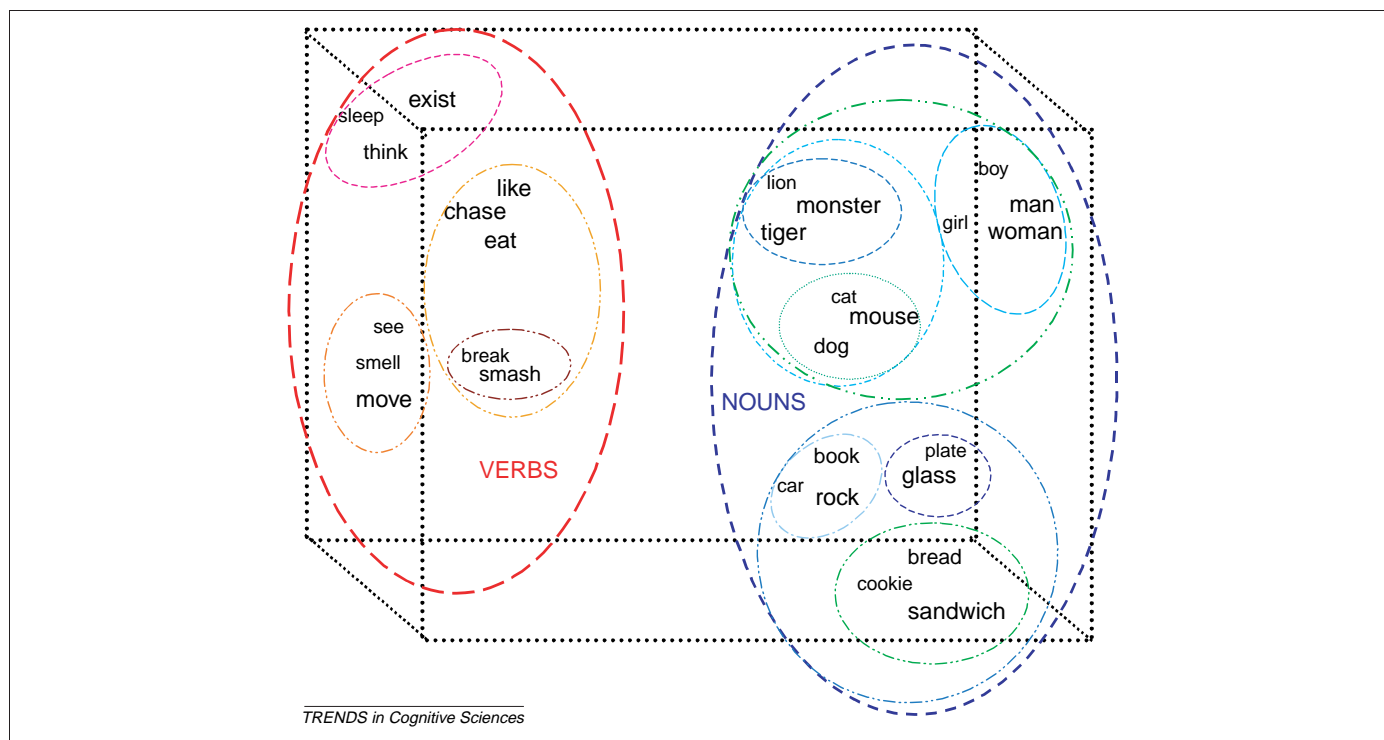 exist
sleep
think
like
chase
eat
see
smell
move
break
smash
VERBS
lion
monster
tiger
cat
mouse
dog
boy
girl
man
woman
NOUNS
book
car
rock
plate
glass
bread
cookie
sandwich
TRENDS in Cognitive Sciences